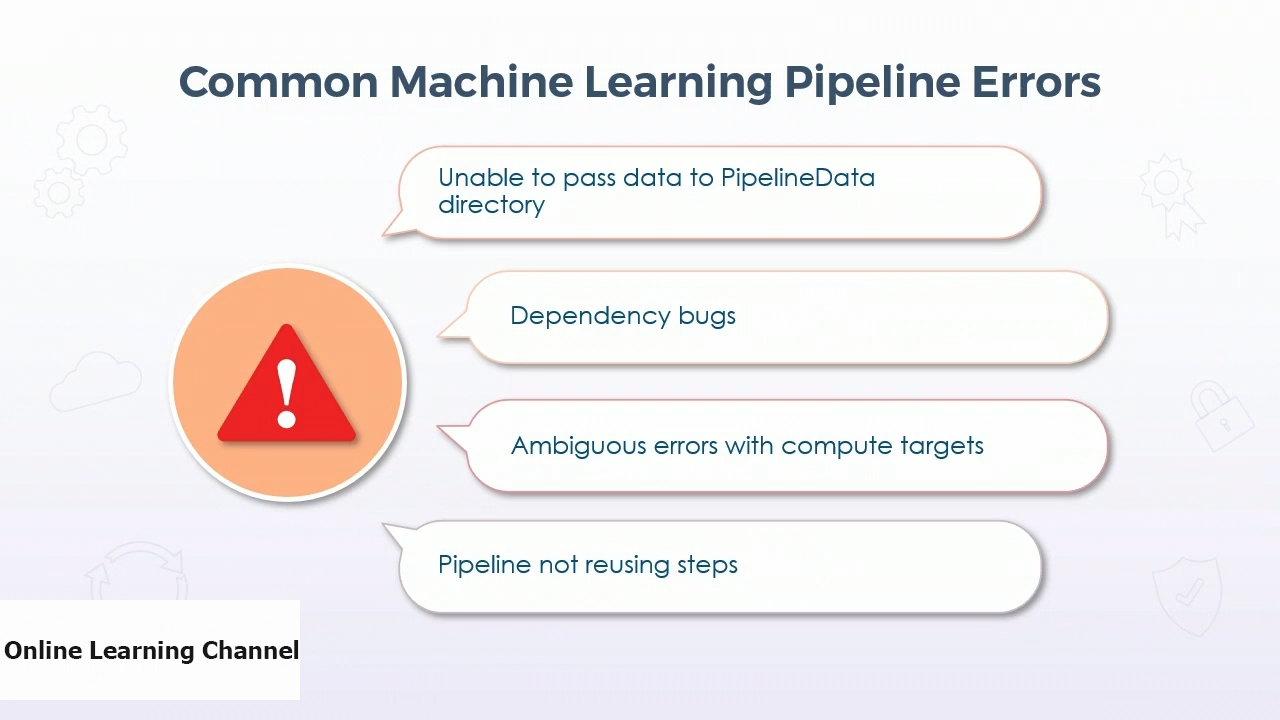 Common Machine Learning Pipeline Errors
Unable to pass data to PipelineData
directory
Dependency bugs
Ambiguous errors with compute targets
Pipeline not reusing steps
Online Learning Channel